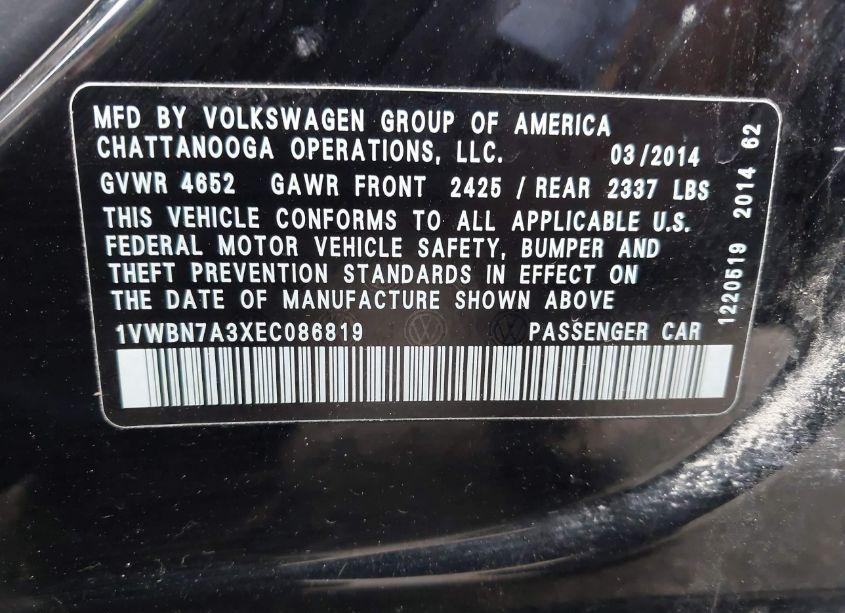 MFD BY VOLKSWAGEN GROUP OF AMERICA
CHATTANOOGA OPERATIONS, LLC. 03/2014
GVWR 4652 GAWR FRONT 2425 / REAR 2337 LBS
THIS VEHICLE CONFORMS TO ALL APPLICABLE U.S.
FEDERAL MOTOR VEHICLE SAFETY, BUMPER AND
THEFT PREVENTION STANDARDS IN EFFECT ON
THE DATE OF MANUFACTURE SHOWN ABOVE
1VWBN7A3XEC086819 PASSENGER CAR
1220519 2014 62